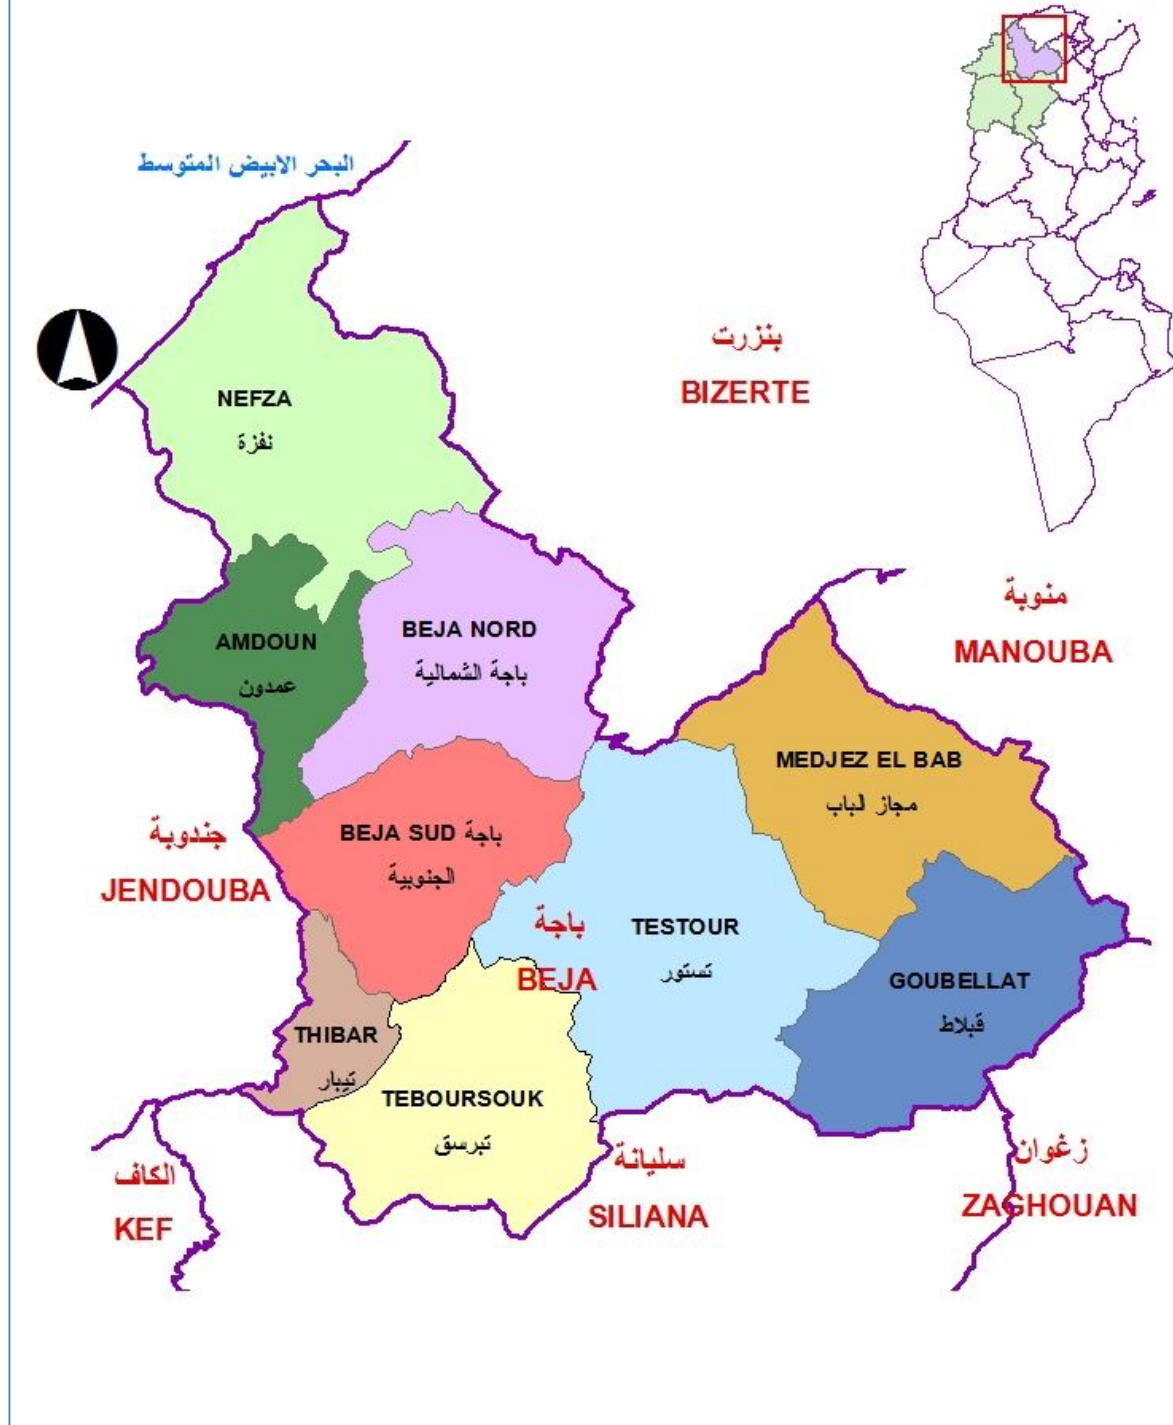 البحر الابيض المتوسط
بنزرت
BIZERTE
NEFZA
نفزة
منوبة
MANOUBA
AMDOUN
عمدون
BEJA NORD
باجة الشمالية
MEDJEZ EL BAB
مجاز الباب
جندوبة
JENDOUBA
BEJA SUD باجة
الجنوبية
باجة
BEJA
TESTOUR
تستور
GOUBELLAT
قبلاط
THIBAR
تيبار
TEBOURSOUK
تبرسق
الكاف
KEF
سليانة
SILIANA
زغوان
ZAGHOUAN